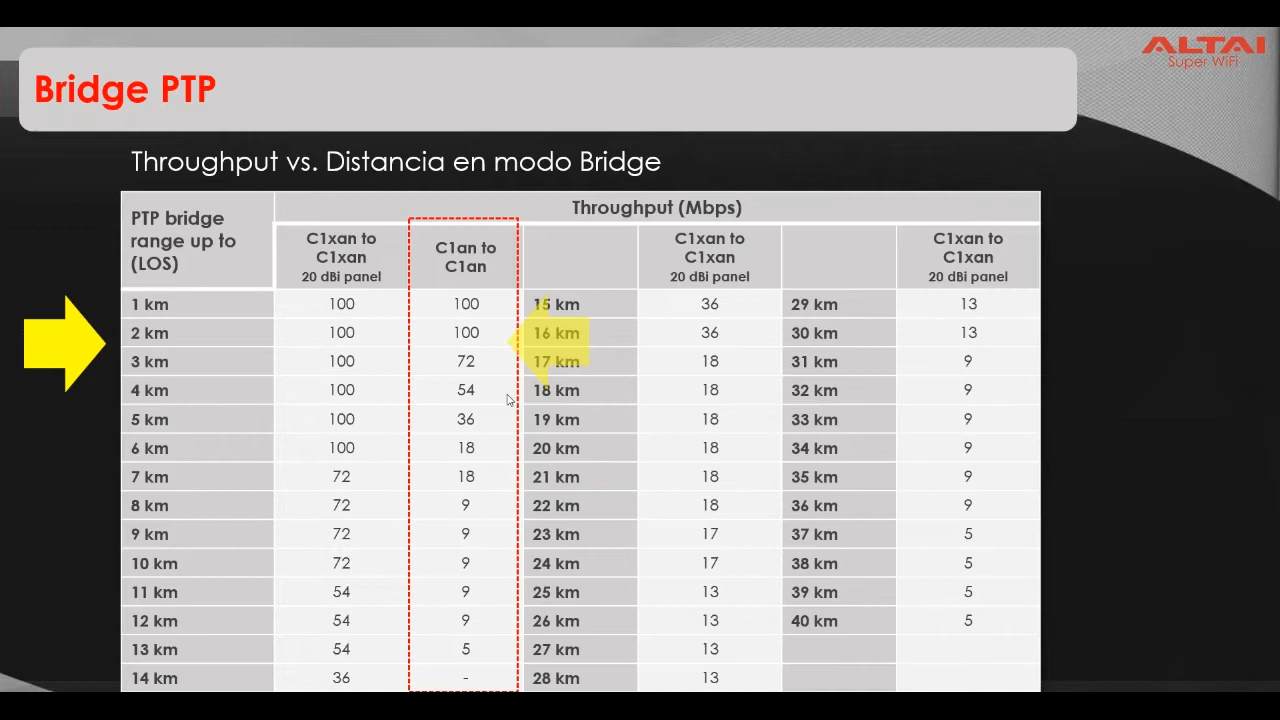 ALTAI
Super WiFi
Bridge PTP
Throughput vs. Distancia en modo Bridge
PTP bridge
range up to
(LOS)
Throughput (Mbps)
C1xan to
C1xan
20 dBi panel
C1an to
C1an
C1xan to
C1xan
20 dBi panel
C1xan to
C1xan
20 dBi panel
1 km 100 100 15 km 36 29 km 13
2 km 100 100 16 km 36 30 km 13
3 km 100 72 17 km 18 31 km 9
4 km 100 54 18 km 18 32 km 9
5 km 100 36 19 km 18 33 km 9
6 km 100 18 20 km 18 34 km 9
7 km 72 18 21 km 18 35 km 9
8 km 72 9 22 km 18 36 km 9
9 km 72 9 23 km 17 37 km 5
10 km 72 9 24 km 17 38 km 5
11 km 54 9 25 km 13 39 km 5
12 km 54 9 26 km 13 40 km 5
13 km 54 5 27 km 13
14 km 36 - 28 km 13